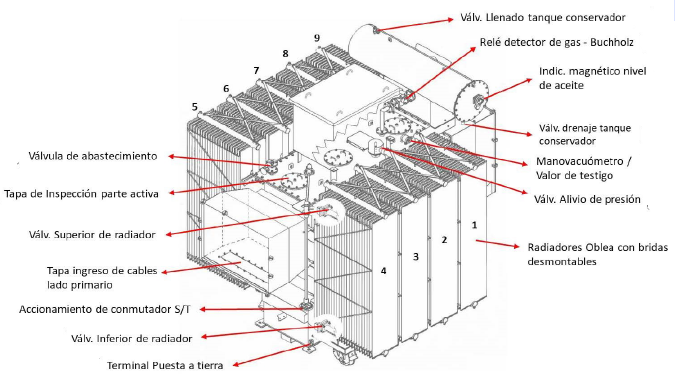 Válv. Llenado tanque conservador
Relé detector de gas - Buchholz
Indic. magnético nivel
de aceite
Válv. drenaje tanque
conservador
Manovacuómetro /
Valor de testigo
Válv. Alivio de presión
Radiadores Oblea con bridas
desmontables
9
8
7
6
5
1
2
3
4
Válvula de abastecimiento
Tapa de Inspección parte activa
Válv. Superior de radiador
Tapa ingreso de cables
lado primario
Accionamiento de conmutador S/T
Válv. Inferior de radiador
Terminal Puesta a tierra